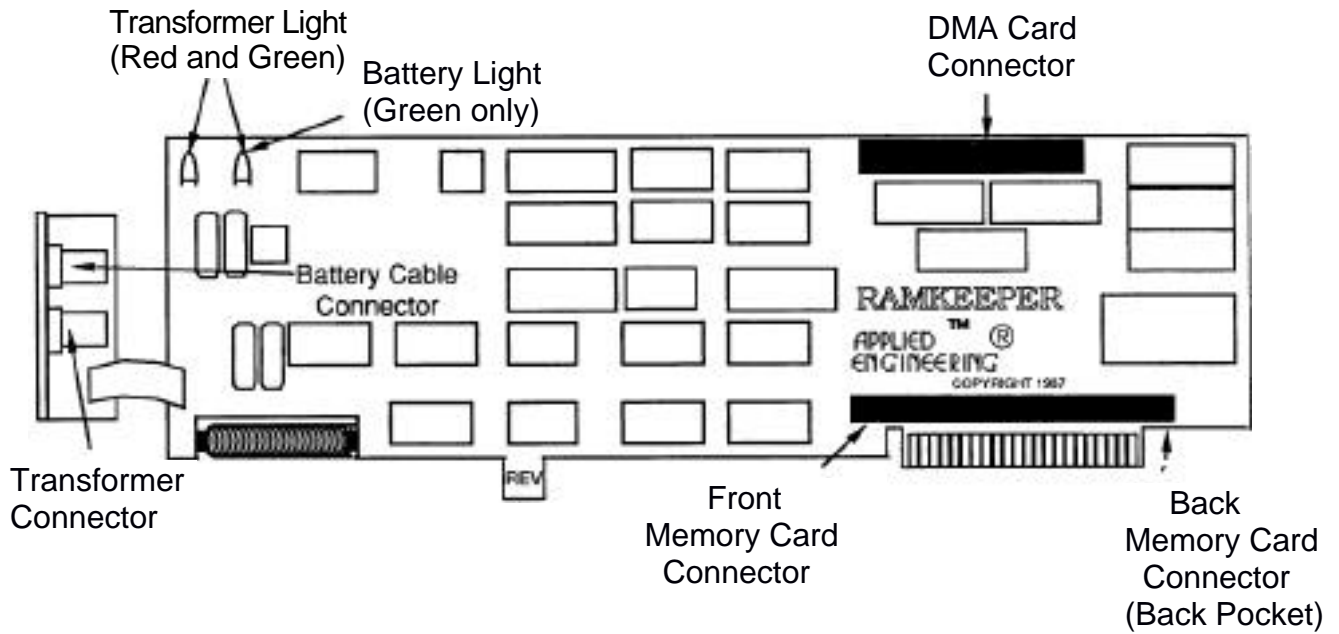 Transformer Light
(Red and Green)
Battery Light
(Green only)
DMA Card
Connector
Battery Cable
Connector
RAMKEEPER
TM
APPLIED ®
ENGINEERING
COPYRIGHT 1987
REV
Transformer
Connector
Front
Memory Card
Connector
Back
Memory Card
Connector
(Back Pocket)